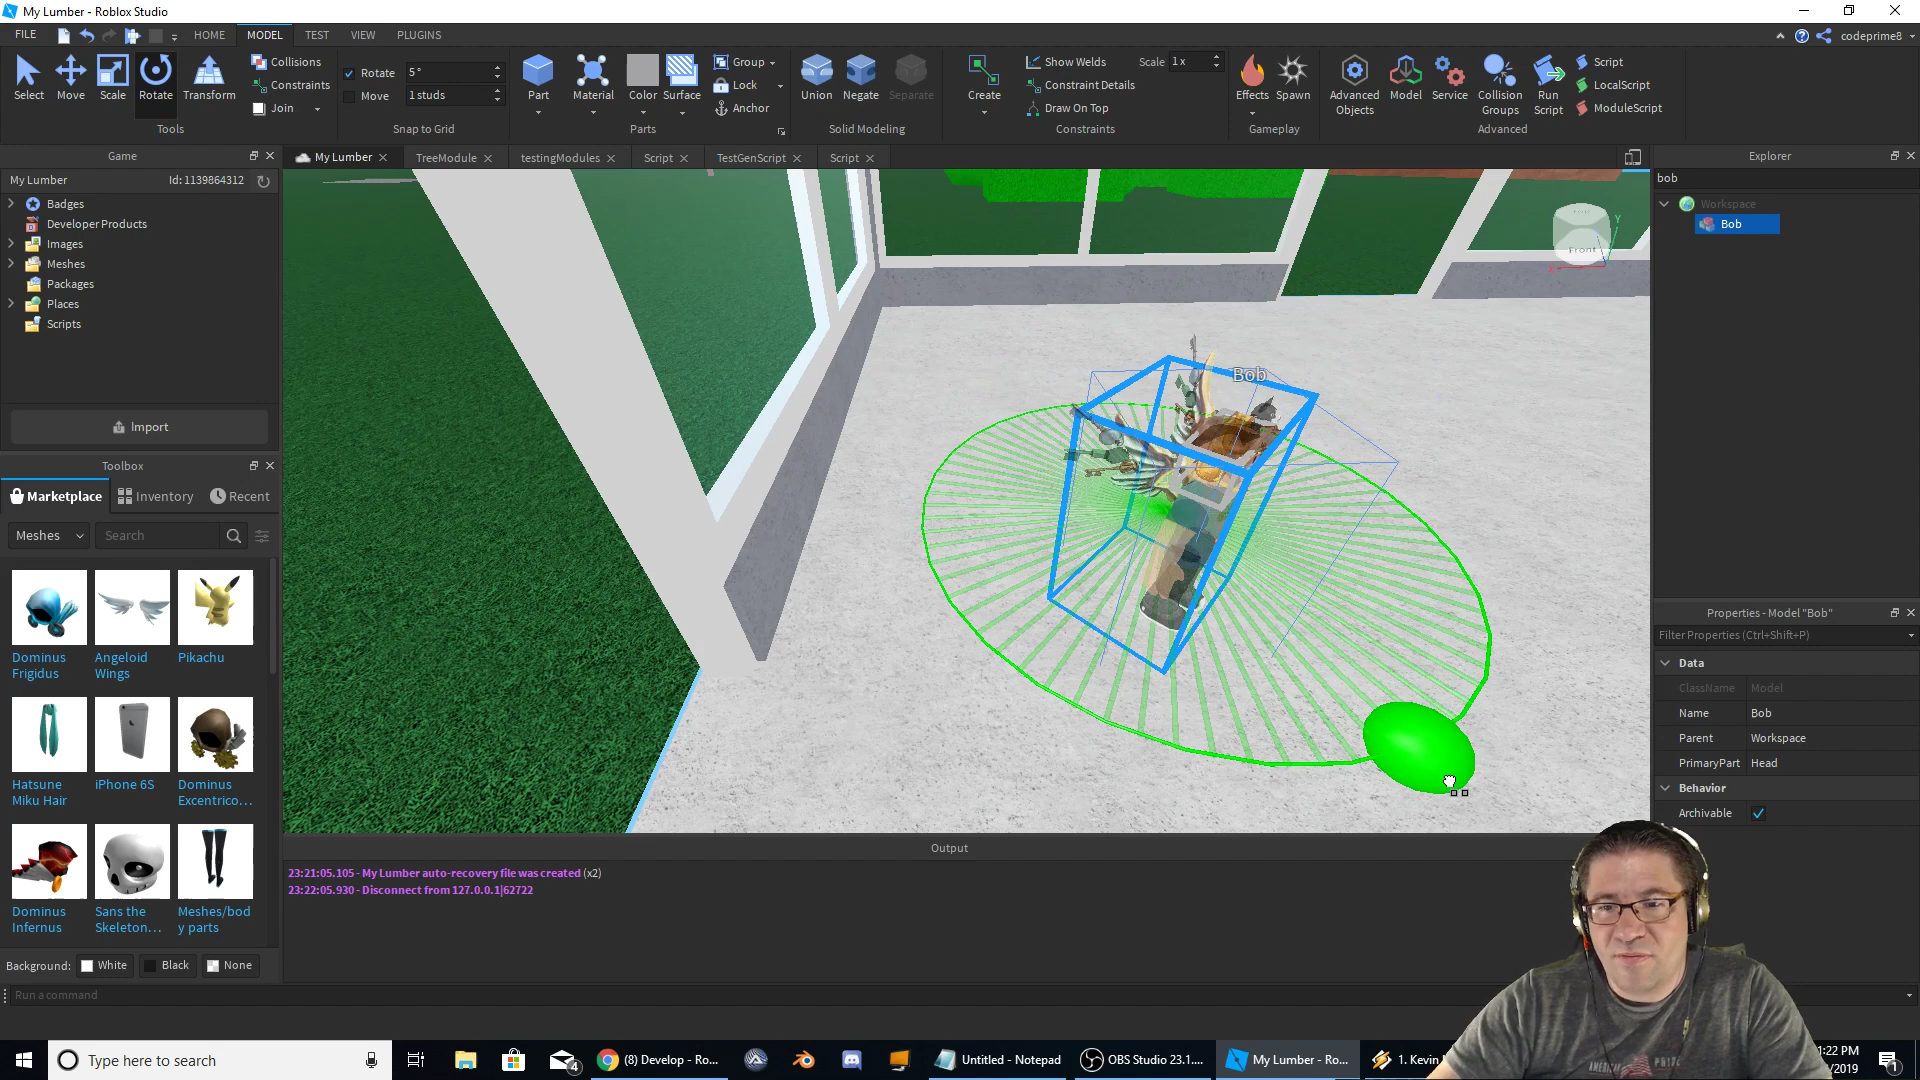 My Lumber - Roblox Studio
FILE HOME MODEL TEST VIEW PLUGINS codeprime8
Select Move Scale Rotate Transform
Collisions
Constraints
Join
Tools
Rotate 5°
Move 1 studs
Snap to Grid
Part Material Color Surface
Group
Lock
Anchor
Parts
Union Negate Separate
Solid Modeling
Create
Show Welds
Constraint Details
Draw On Top
Scale 1x
Constraints
Effects Spawn
Gameplay
Advanced Objects
Model Service
Collision Groups
Run Script
Script
LocalScript
ModuleScript
Advanced
Game
My Lumber Id: 1139864312
Badges
Developer Products
Images
Meshes
Packages
Places
Scripts
Import
Toolbox
Marketplace Inventory Recent
Meshes Search
Dominus Frigidus
Angeloid Wings
Pikachu
Hatsune Miku Hair
iPhone 6S
Dominus Excentrico...
Dominus Infernus
Sans the Skeleton...
Meshes/bod y parts
Background: White Black None
Run a command
My Lumber TreeModule testingModules Script TestGenScript Script
Bob
Front
Y
Output
23:21:05.105 - My Lumber auto-recovery file was created (x2)
23:22:05.930 - Disconnect from 127.0.0.1|62722
Explorer
bob
Workspace
Bob
Properties - Model "Bob"
Filter Properties (Ctrl+Shift+P)
Data
ClassName Model
Name Bob
Parent Workspace
PrimaryPart Head
Behavior
Archivable
Type here to search
4
(8) Develop - Ro...
Untitled - Notepad
OBS Studio 23.1....
My Lumber - Ro...
1. Kevin
1:22 PM
/2019
1